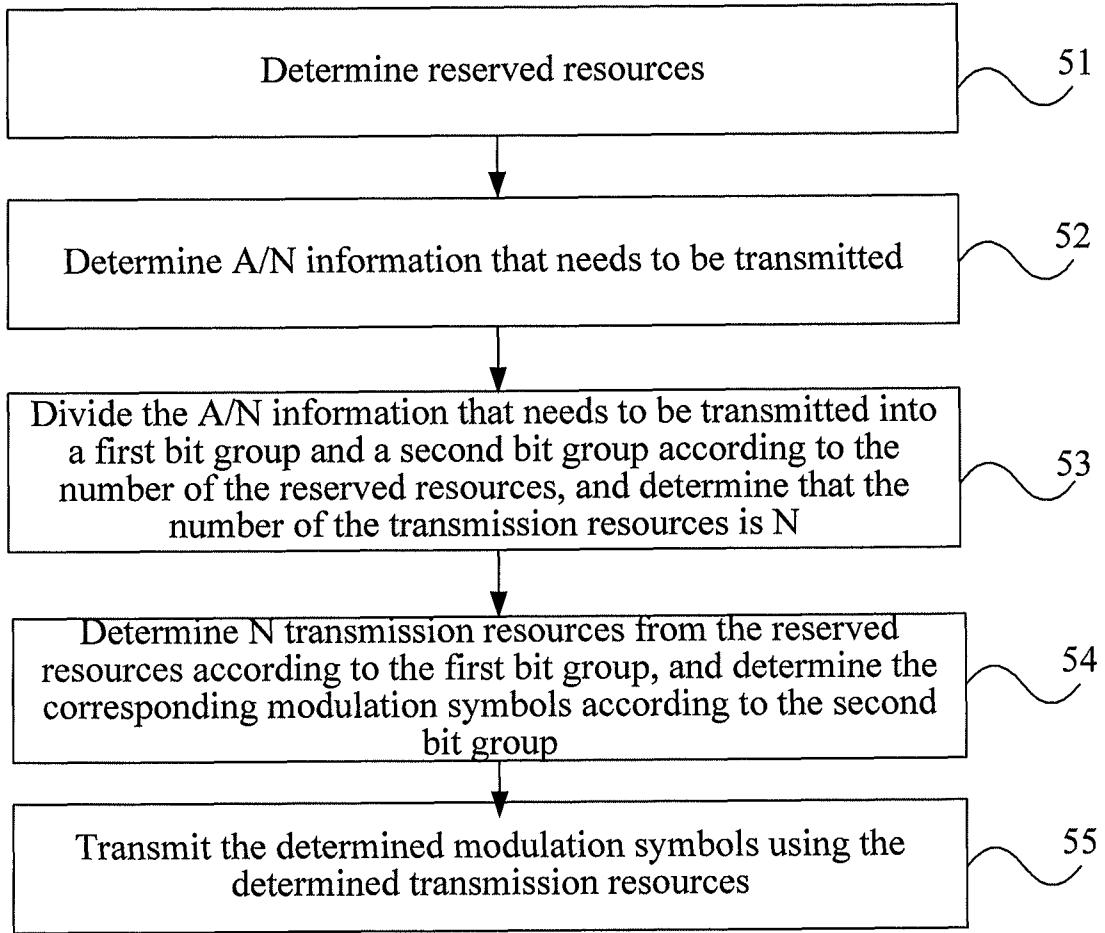 Determine reserved resources
51
Determine A/N information that needs to be transmitted
52
Divide the A/N information that needs to be transmitted into
a first bit group and a second bit group according to the
number of the reserved resources, and determine that the
number of the transmission resources is N
53
Determine N transmission resources from the reserved
resources according to the first bit group, and determine the
corresponding modulation symbols according to the second
bit group
54
Transmit the determined modulation symbols using the
determined transmission resources
55